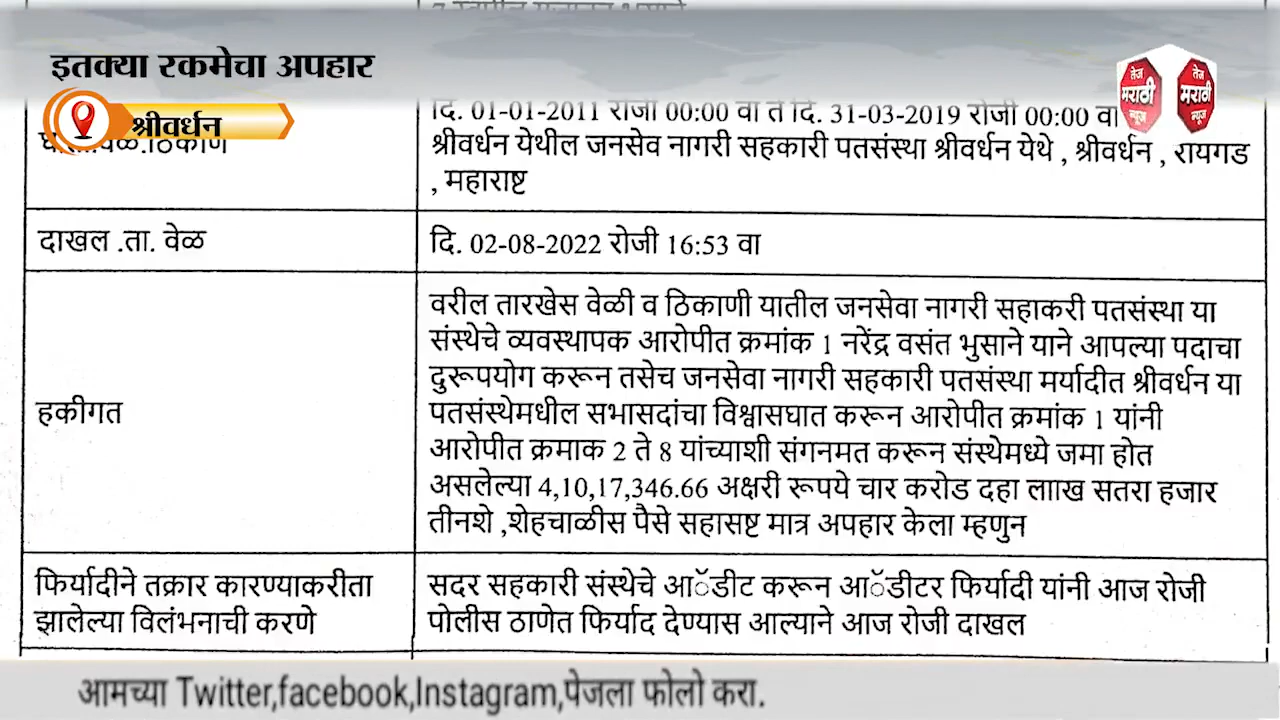 इतक्या रकमेचा अपहार
तेज मराठी न्यूज
तेज मराठी न्यूज
श्रीवर्धन
दि. 01-01-2011 रोजी 00:00 वा ते दि. 31-03-2019 रोजी 00:00 वा
श्रीवर्धन येथील जनसेव नागरी सहकारी पतसंस्था श्रीवर्धन येथे , श्रीवर्धन , रायगड
, महाराष्ट
दाखल .ता. वेळ
दि. 02-08-2022 रोजी 16:53 वा
हकीगत
वरील तारखेस वेळी व ठिकाणी यातील जनसेवा नागरी सहाकरी पतसंस्था या
संस्थेचे व्यवस्थापक आरोपीत क्रमांक 1 नरेंद्र वसंत भुसाने याने आपल्या पदाचा
दुरूपयोग करून तसेच जनसेवा नागरी सहकारी पतसंस्था मर्यादीत श्रीवर्धन या
पतसंस्थेमधील सभासदांचा विश्वासघात करून आरोपीत क्रमांक 1 यांनी
आरोपीत क्रमाक 2 ते 8 यांच्याशी संगनमत करून संस्थेमध्ये जमा होत
असलेल्या 4,10,17,346.66 अक्षरी रूपये चार करोड दहा लााख सतरा हजार
तीनशे ,शेहचाळीस पैसे सहासष्ट मात्र अपहार केला म्हणुन
फिर्यादीने तक्रार कारण्याकरीता
झालेल्या विलंभनाची करणे
सदर सहकारी संस्थेचे आॅडीट करून आॅडीटर फिर्यादी यांनी आज रोजी
पोलीस ठाणेत फिर्याद देण्यास आल्याने आज रोजी दाखल
आमच्या Twitter,facebook,Instagram,पेजला फोलो करा.